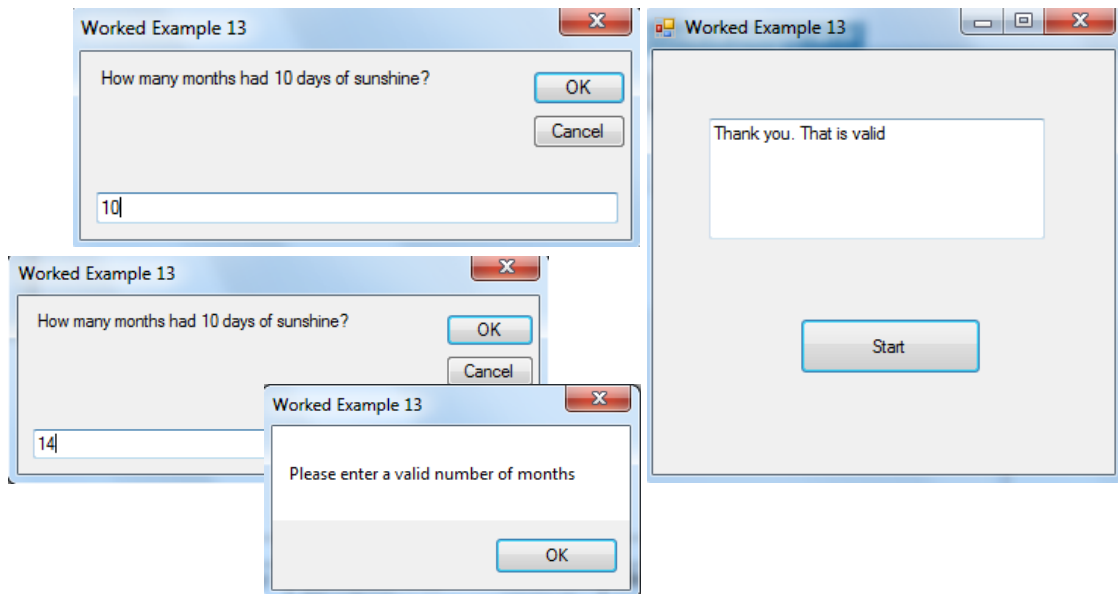 Worked Example 13
How many months had 10 days of sunshine?
OK
Cancel
10
Worked Example 13
Thank you. That is valid
Start
Worked Example 13
How many months had 10 days of sunshine?
OK
Cancel
14
Worked Example 13
Please enter a valid number of months
OK